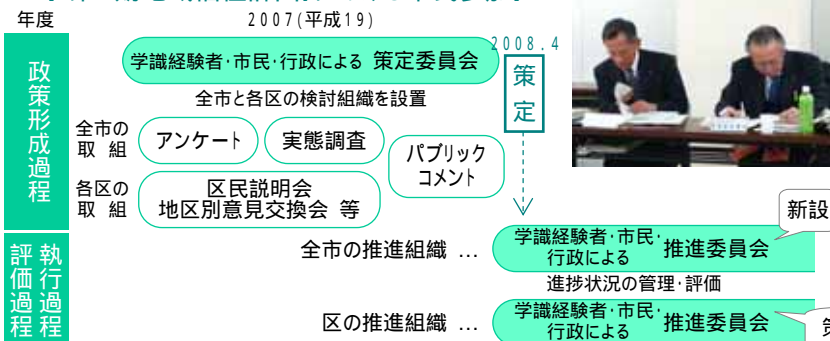 年度
2007(平成19)
2008.4
政策形成過程
学識経験者・市民・行政による 策定委員会
策定
全市と各区の検討組織を設置
全市の
取 組
アンケート
実態調査
パブリック
コメント
各区の
取 組
区民説明会
地区別意見交換会 等
新設
評価過程
執行過程
全市の推進組織 …
学識経験者・市民・
行政による 推進委員会
進捗状況の管理・評価
区の推進組織 …
学識経験者・市民・
行政による 推進委員会